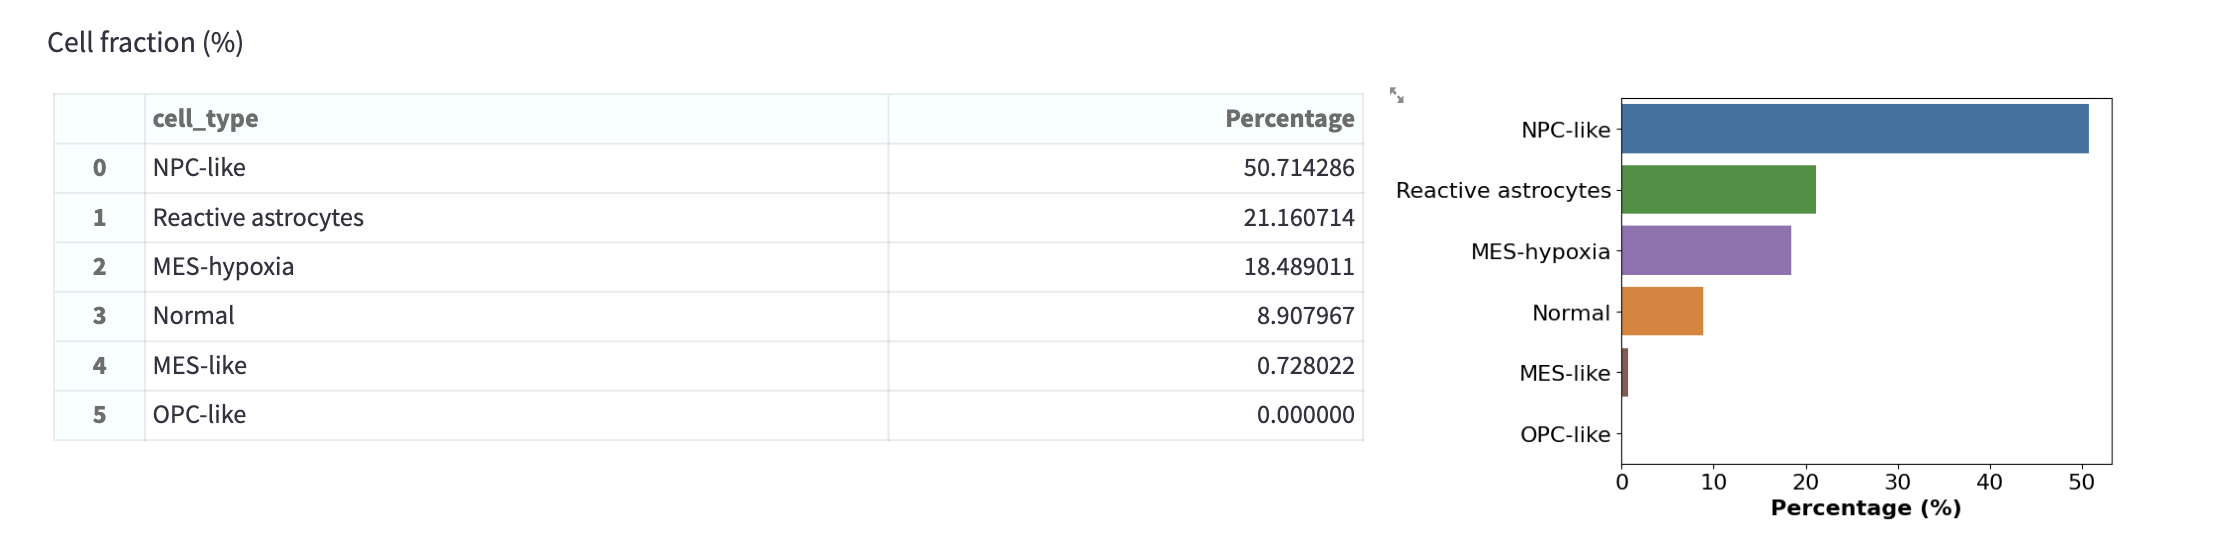 Cell fraction (%)
cell_type Percentage
0 NPC-like 50.714286
1 Reactive astrocytes 21.160714
2 MES-hypoxia 18.489011
3 Normal 8.907967
4 MES-like 0.728022
5 OPC-like 0.000000
NPC-like
Reactive astrocytes
MES-hypoxia
Normal
MES-like
OPC-like
0 10 20 30 40 50
Percentage (%)